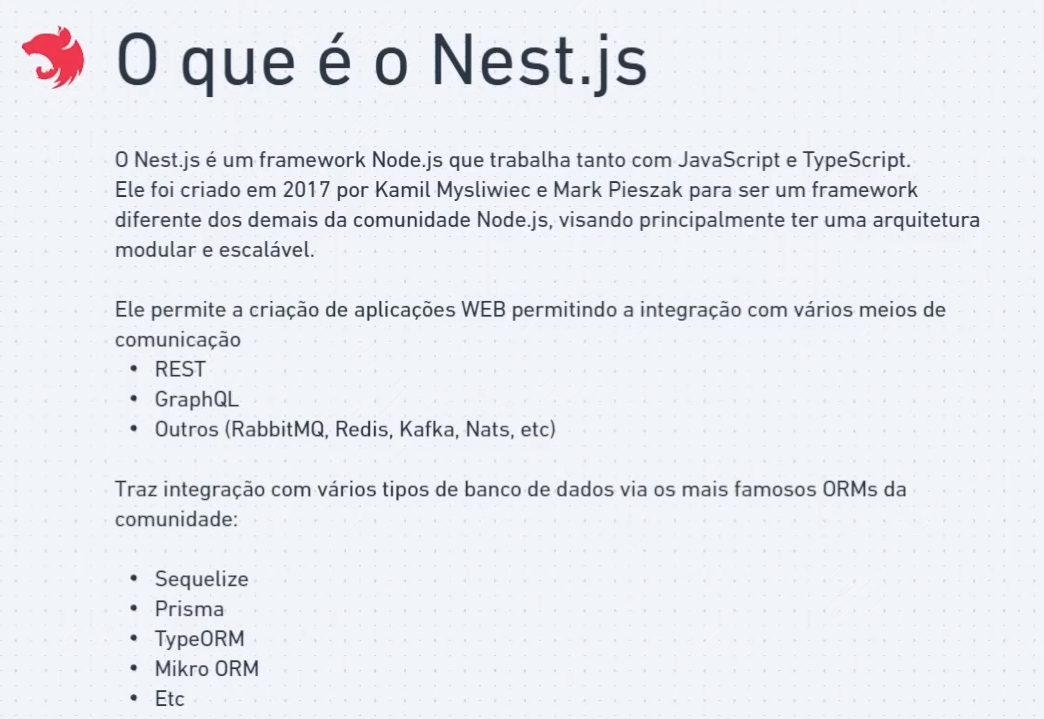 O que é o Nest.js
O Nest.js é um framework Node.js que trabalha tanto com JavaScript e TypeScript.
Ele foi criado em 2017 por Kamil Mysliwiec e Mark Pieszak para ser um framework
diferente dos demais da comunidade Node.js, visando principalmente ter uma arquitetura
modular e escalável.
Ele permite a criação de aplicações WEB permitindo a integração com vários meios de
comunicação
• REST
• GraphQL
• Outros (RabbitMQ, Redis, Kafka, Nats, etc)
Traz integração com vários tipos de banco de dados via os mais famosos ORMs da
comunidade:
• Sequelize
• Prisma
• TypeORM
• Mikro ORM
• Etc